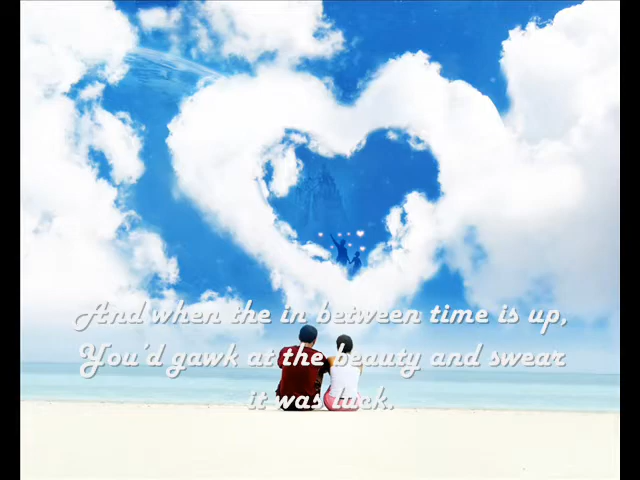 And when the in between time is up,
You'd gawk at the beauty and swear
it was luck.